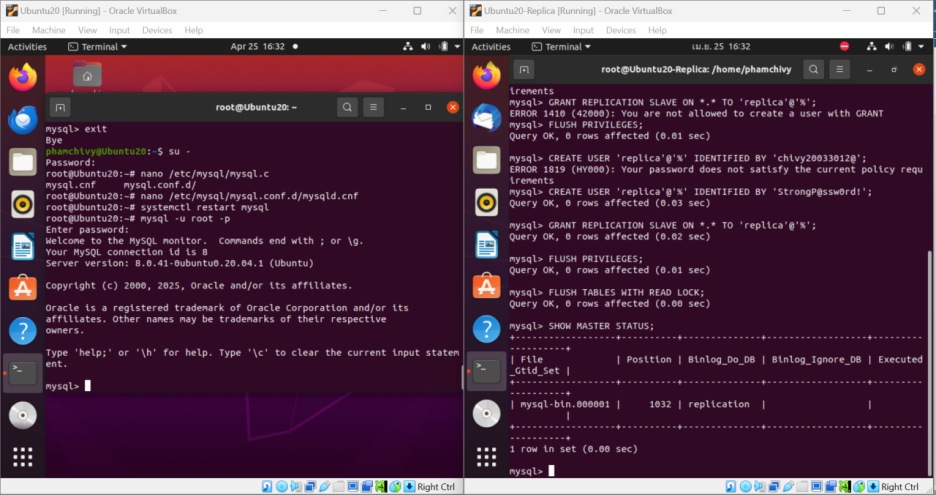 Ubuntu20 [Running] - Oracle VirtualBox
File Machine View Input Devices Help
Activities Terminal Apr 25 16:32
root@Ubuntu20: ~
mysql> exit
Bye
phamchivy@Ubuntu20:~$ su -
Password:
root@Ubuntu20:~# nano /etc/mysql/mysql.c
mysql.cnf mysql.conf.d/
root@Ubuntu20:~# nano /etc/mysql/mysql.conf.d/mysqld.cnf
root@Ubuntu20:~# systemctl restart mysql
root@Ubuntu20:~# mysql -u root -p
Enter password:
Welcome to the MySQL monitor.  Commands end with ; or \g.
Your MySQL connection id is 8
Server version: 8.0.41-0ubuntu0.20.04.1 (Ubuntu)
Copyright (c) 2000, 2025, Oracle and/or its affiliates.
Oracle is a registered trademark of Oracle Corporation and/or its
affiliates. Other names may be trademarks of their respective
owners.
Type 'help;' or '\h' for help. Type '\c' to clear the current input statem
ent.
mysql>
Right Ctrl
Ubuntu20-Replica [Running] - Oracle VirtualBox
File Machine View Input Devices Help
Activities Terminal เม.ย. 25 16:32
root@Ubuntu20-Replica: /home/phamchivy
irements
mysql> GRANT REPLICATION SLAVE ON *.* TO 'replica'@'%';
ERROR 1410 (42000): You are not allowed to create a user with GRANT
mysql> FLUSH PRIVILEGES;
Query OK, 0 rows affected (0.01 sec)
mysql> CREATE USER 'replica'@'%' IDENTIFIED BY 'chivy20033012@';
ERROR 1819 (HY000): Your password does not satisfy the current policy requ
irements
mysql> CREATE USER 'replica'@'%' IDENTIFIED BY 'StrongP@ssw0rd!';
Query OK, 0 rows affected (0.03 sec)
mysql> GRANT REPLICATION SLAVE ON *.* TO 'replica'@'%';
Query OK, 0 rows affected (0.02 sec)
mysql> FLUSH PRIVILEGES;
Query OK, 0 rows affected (0.01 sec)
mysql> FLUSH TABLES WITH READ LOCK;
Query OK, 0 rows affected (0.00 sec)
mysql> SHOW MASTER STATUS;
+------------------+----------+--------------+------------------+---------
----------+
| File | Position | Binlog_Do_DB | Binlog_Ignore_DB | Executed
_Gtid_Set |
+------------------+----------+--------------+------------------+---------
----------+
| mysql-bin.000001 | 1032 | replication | |
|
+------------------+----------+--------------+------------------+---------
----------+
1 row in set (0.00 sec)
mysql>
Right Ctrl